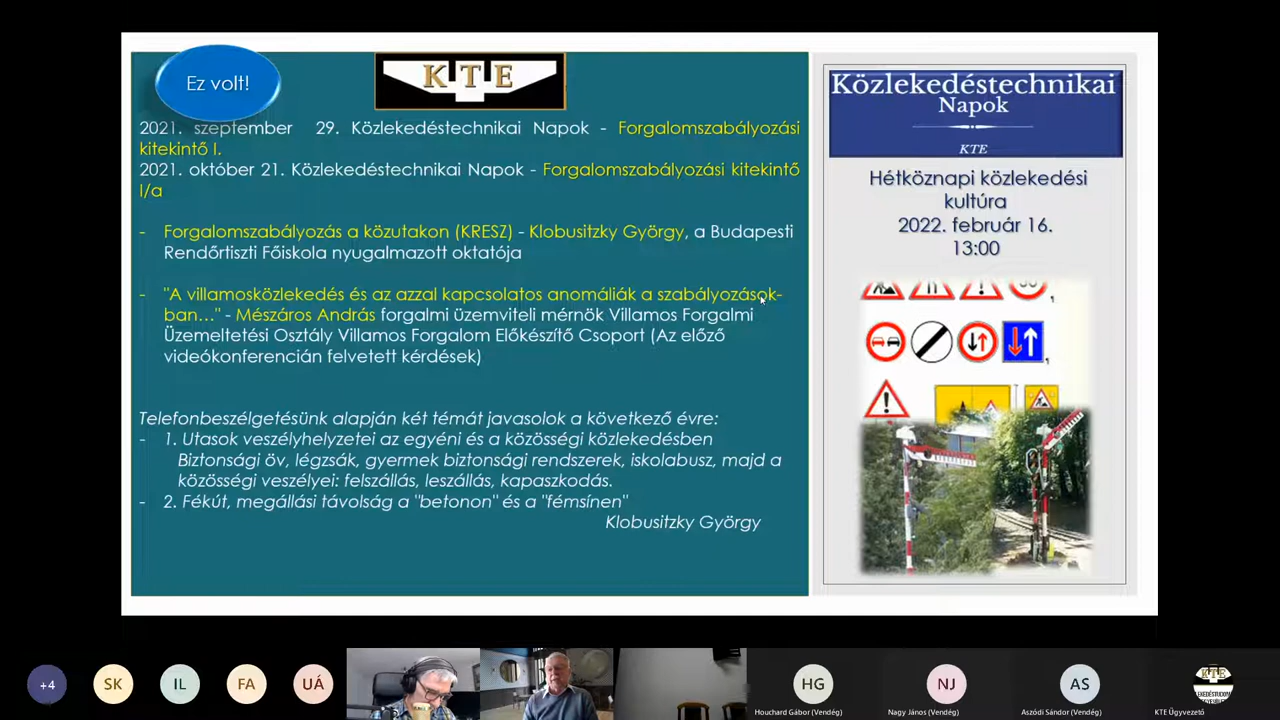 Ez volt!
KTE
2021. szeptember 29. Közlekedéstechnikai Napok - Forgalomszabályozási
kitekintő I.
2021. október 21. Közlekedéstechnikai Napok - Forgalomszabályozási kitekintő
I/a
- Forgalomszabályozás a közutakon (KRESZ) - Klobusitzky György, a Budapesti
Rendőrtiszti Főiskola nyugalmazott oktatója
- "A villamosközlekedés és az azzal kapcsolatos anomáliák a szabályozások-
ban…" - Mészáros András forgalmi üzemviteli mérnök Villamos Forgalmi
Üzemeltetési Osztály Villamos Forgalom Előkészítő Csoport (Az előző
videókonferencián felvetett kérdések)
Telefonbeszélgetésünk alapján két témát javasolok a következő évre:
- 1. Utasok veszélyhelyzetei az egyéni és a közösségi közlekedésben
Biztonsági öv, légzsák, gyermek biztonsági rendszerek, iskolabusz, majd a
közösségi veszélyei: felszállás, leszállás, kapaszkodás.
- 2. Fékút, megállási távolság a "betonon" és a "fémsínen"
Klobusitzky György
Közlekedéstechnikai
Napok
KTE
Hétköznapi közlekedési
kultúra
2022. február 16.
13:00
+4
SK
IL
FA
UÁ
HG
Houchard Gábor (Vendég)
NJ
Nagy János (Vendég)
AS
Aszódi Sándor (Vendég)
KTE
KTE Ügyvezető